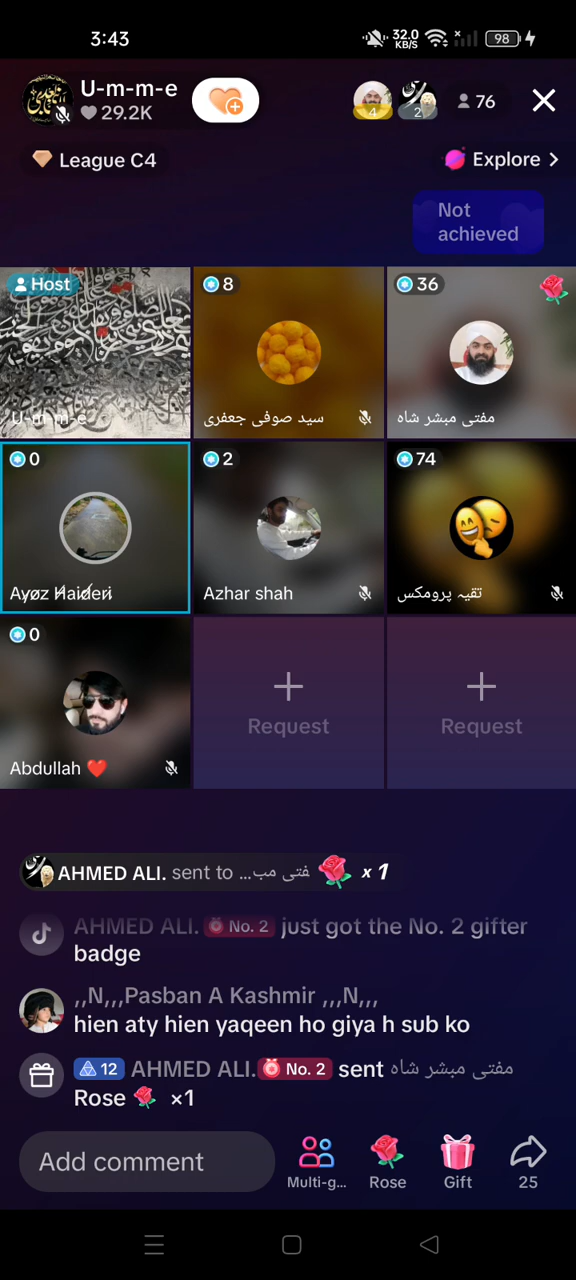 3:43
32.0 KB/S
98
U-m-m-e
29.2K
4
2
76
League C4
Explore
Not achieved
Host
U-m-m-e
8
سید صوفی جعفری
36
مفتی مبشر شاہ
0
Ayøz Haideri
2
Azhar shah
74
تقیہ پرومکس
0
Abdullah ❤️
Request
Request
AHMED ALI. sent to ...فتی مب 🌹 x 1
AHMED ALI. No. 2 just got the No. 2 gifter
badge
,,N,,,Pasban A Kashmir ,,,N,,,
hien aty hien yaqeen ho giya h sub ko
12 AHMED ALI. No. 2 sent مفتی مبشر شاہ
Rose 🌹 ×1
Add comment
Multi-g...
Rose
Gift
25